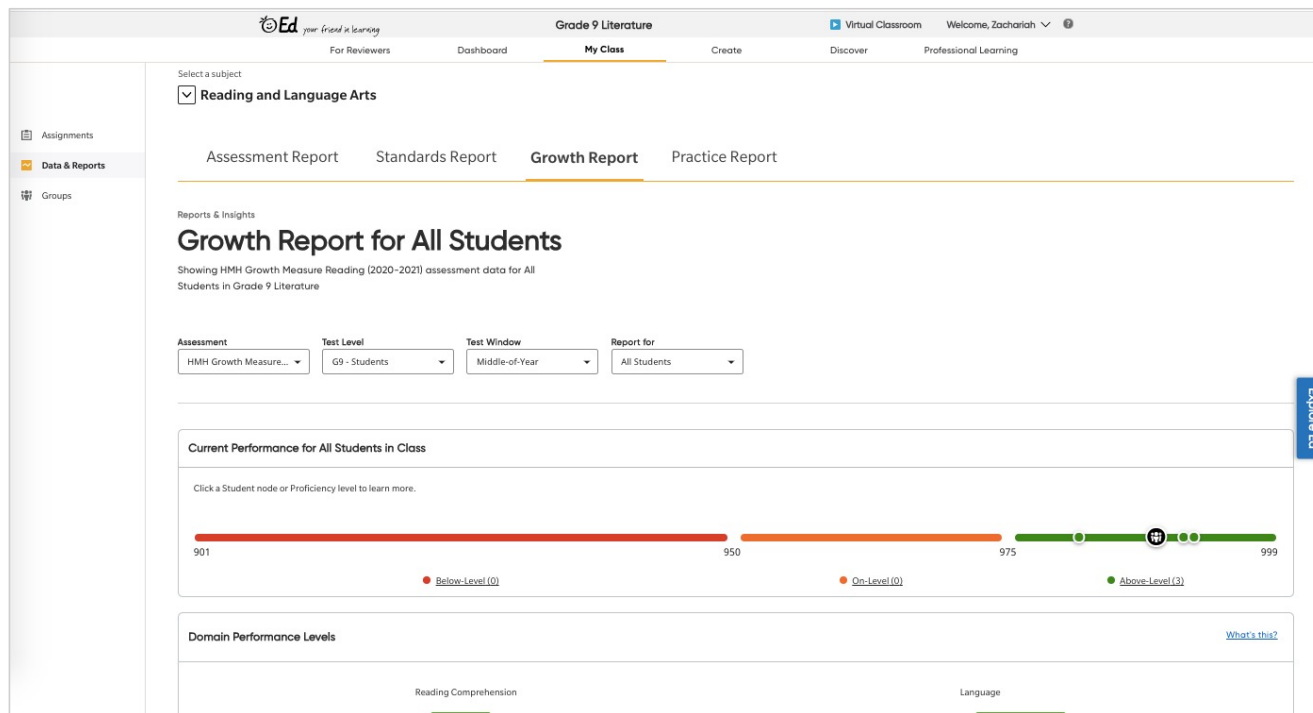 Ed your friend in learning
Grade 9 Literature
Virtual Classroom
Welcome, Zachariah
For Reviewers
Dashboard
My Class
Create
Discover
Professional Learning
Assignments
Data & Reports
Groups
Select a subject
Reading and Language Arts
Assessment Report
Standards Report
Growth Report
Practice Report
Reports & Insights
Growth Report for All Students
Showing HMH Growth Measure Reading (2020-2021) assessment data for All
Students in Grade 9 Literature
Assessment
HMH Growth Measure...
Test Level
G9 - Students
Test Window
Middle-of-Year
Report for
All Students
Explore Ed
Current Performance for All Students in Class
Click a Student node or Proficiency level to learn more.
901
950
975
999
Below-Level (0)
On-Level (0)
Above-Level (3)
Domain Performance Levels
What's this?
Reading Comprehension
Language